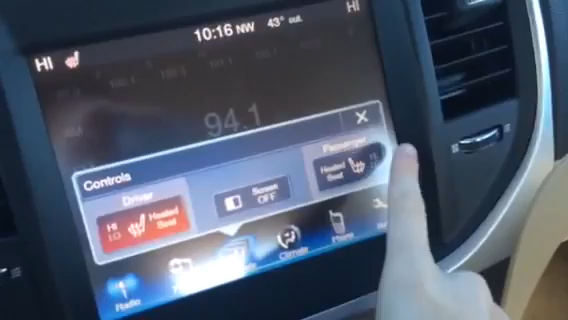 HI 10:16 NW 43° out. HI
94.1
Controls X
Driver Passenger
HI LO Heated Seat
Screen OFF
Heated Seat
Radio Climate Phone